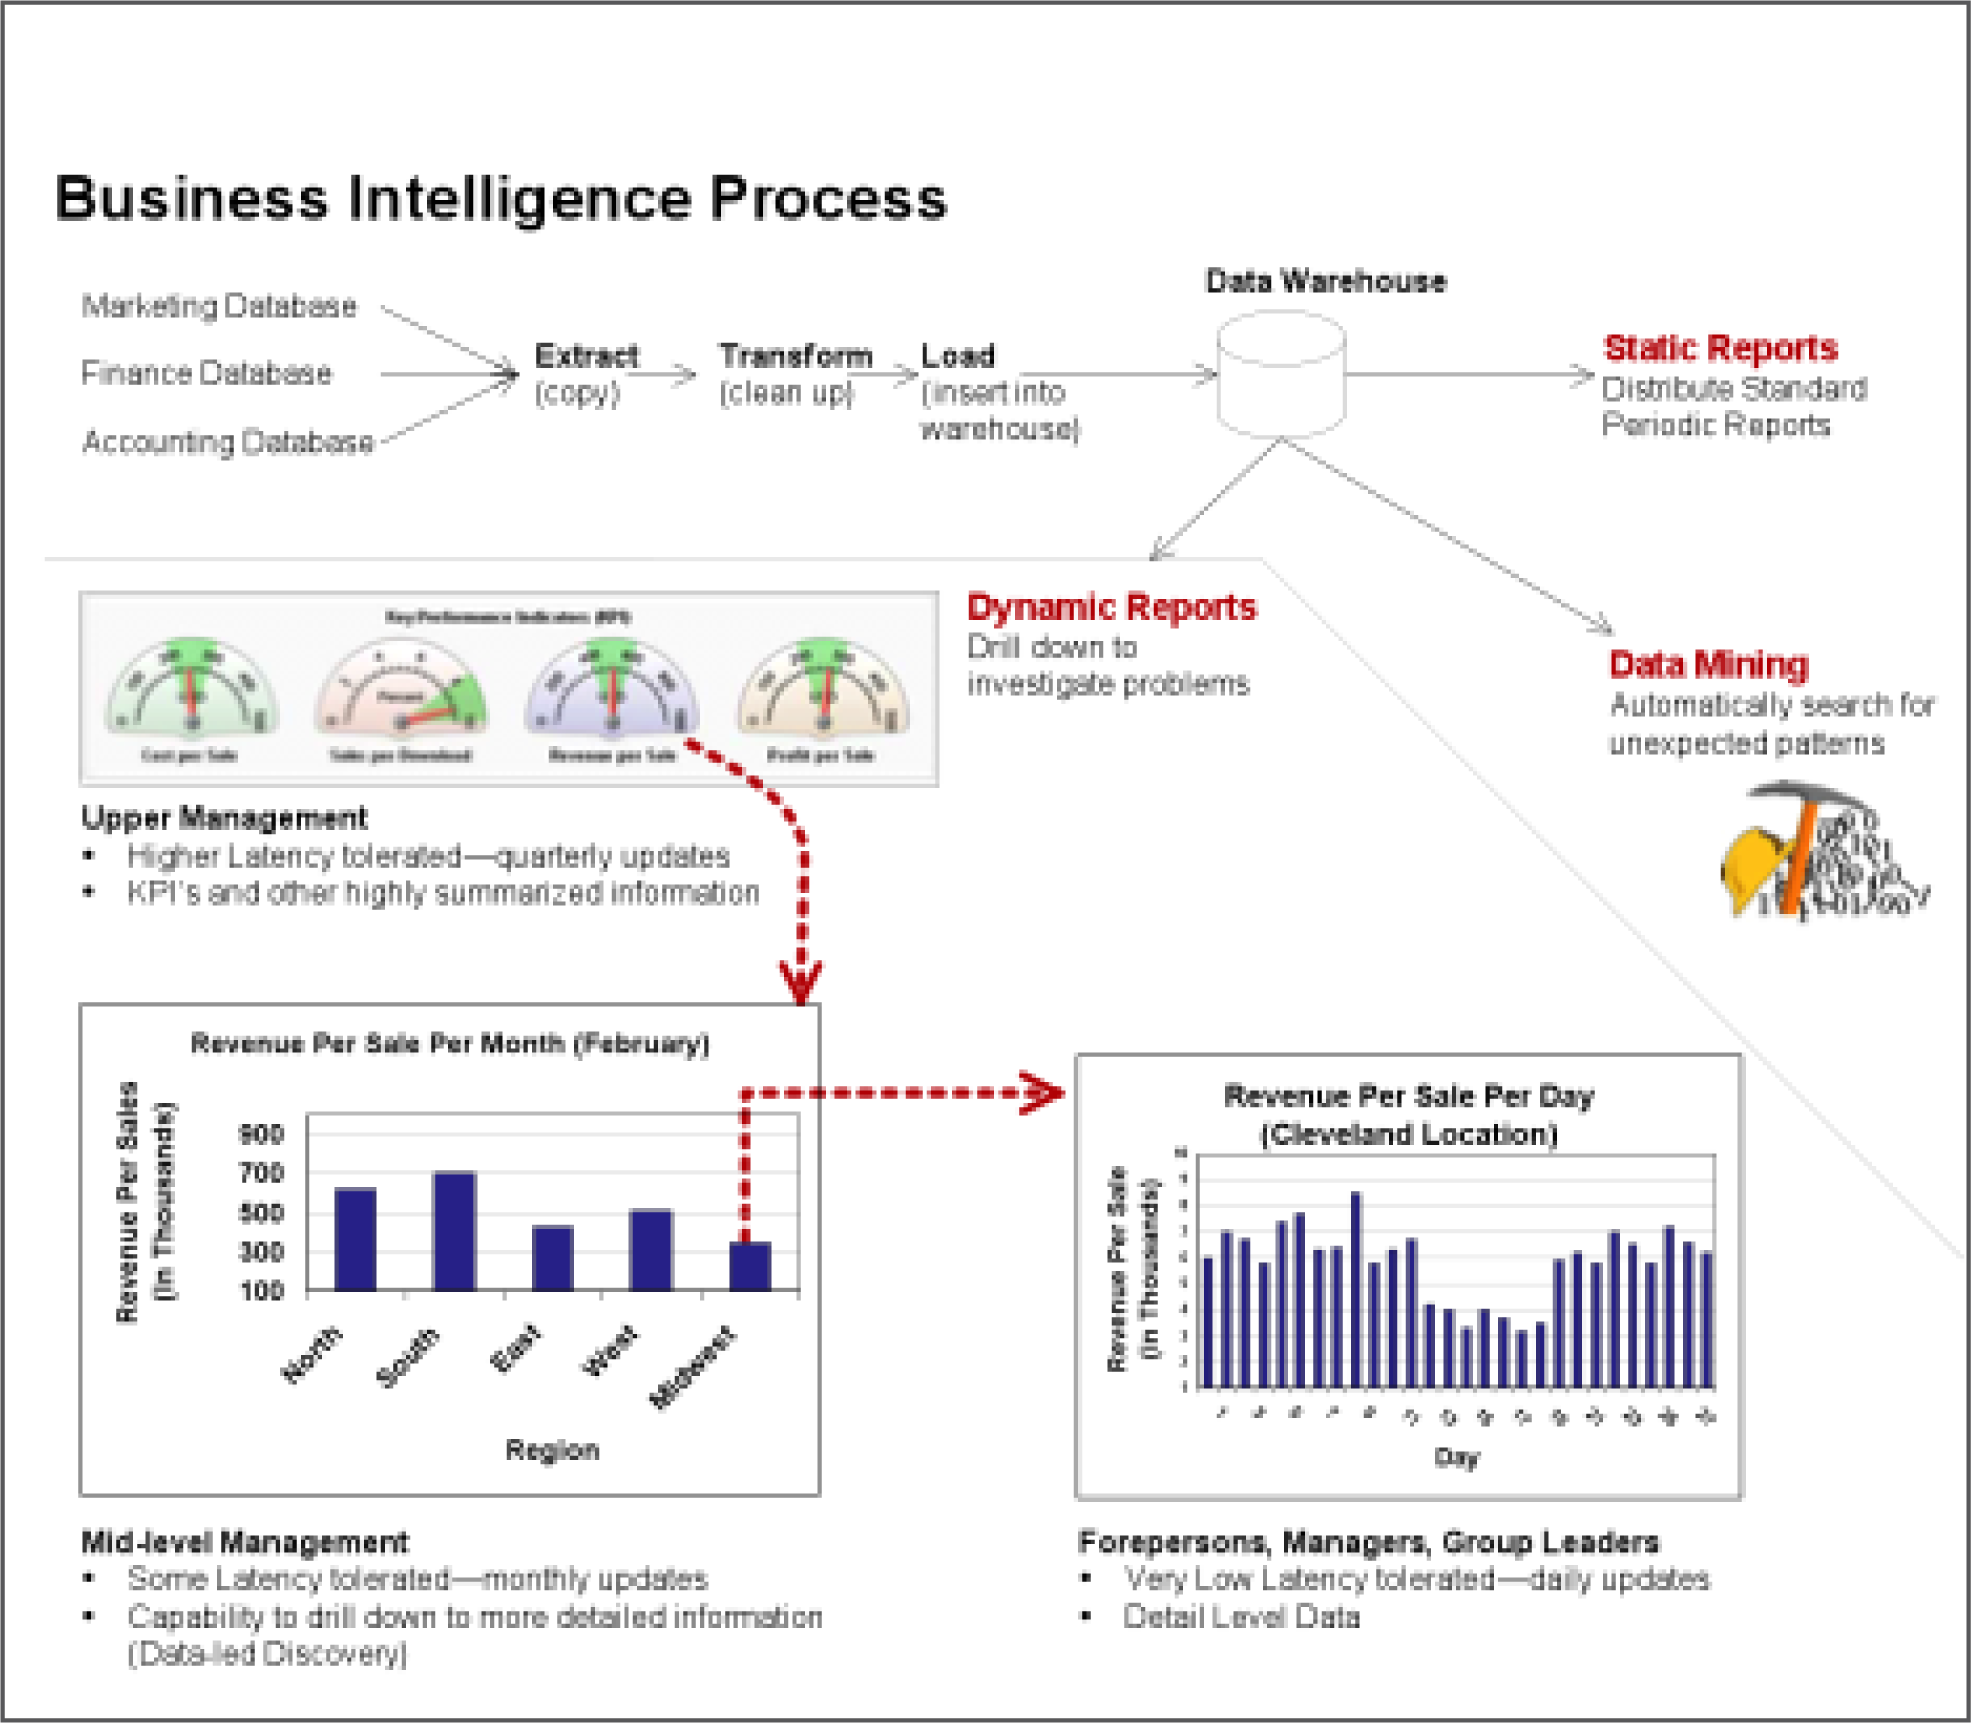 Business Intelligence Process
Marketing Database
Finance Database
Accounting Database
Extract
(copy)
Transform
(clean up)
Load
(insert into
warehouse)
Data Warehouse
Static Reports
Distribute Standard
Periodic Reports
Dynamic Reports
Drill down to
investigate problems
Data Mining
Automatically search for
unexpected patterns
Key Performance Indicators (KPI)
Cost per Sale
Percent
Sales per Download
Revenue per Sale
Profit per Sale
Upper Management
• Higher Latency tolerated—quarterly updates
• KPI's and other highly summarized information
Revenue Per Sale Per Month (February)
Revenue Per Sales
(In Thousands)
900
700
500
300
100
North
South
East
West
Midwest
Region
Mid-level Management
• Some Latency tolerated—monthly updates
• Capability to drill down to more detailed information
(Data-led Discovery)
Revenue Per Sale Per Day
(Cleveland Location)
Revenue Per Sale
(In Thousands)
Day
Forepersons, Managers, Group Leaders
• Very Low Latency tolerated—daily updates
• Detail Level Data